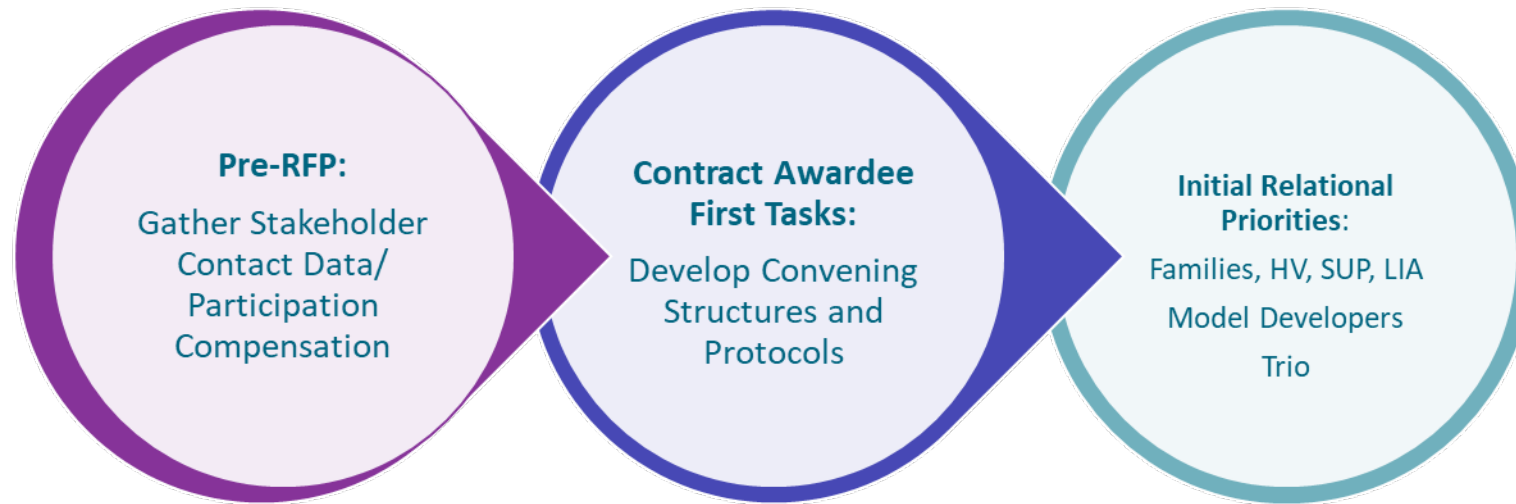 Pre-RFP:
Gather Stakeholder
Contact Data/
Participation
Compensation
Contract Awardee
First Tasks:
Develop Convening
Structures and
Protocols
Initial Relational
Priorities:
Families, HV, SUP, LIA
Model Developers
Trio